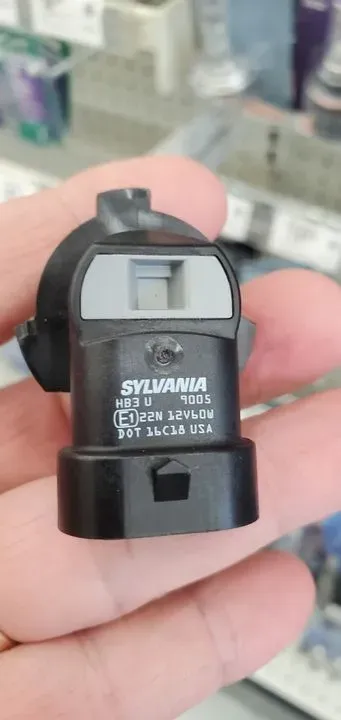 SYLVANIA
HB3 U 9005
E1 22N 12V60W
DOT 16C18 USA